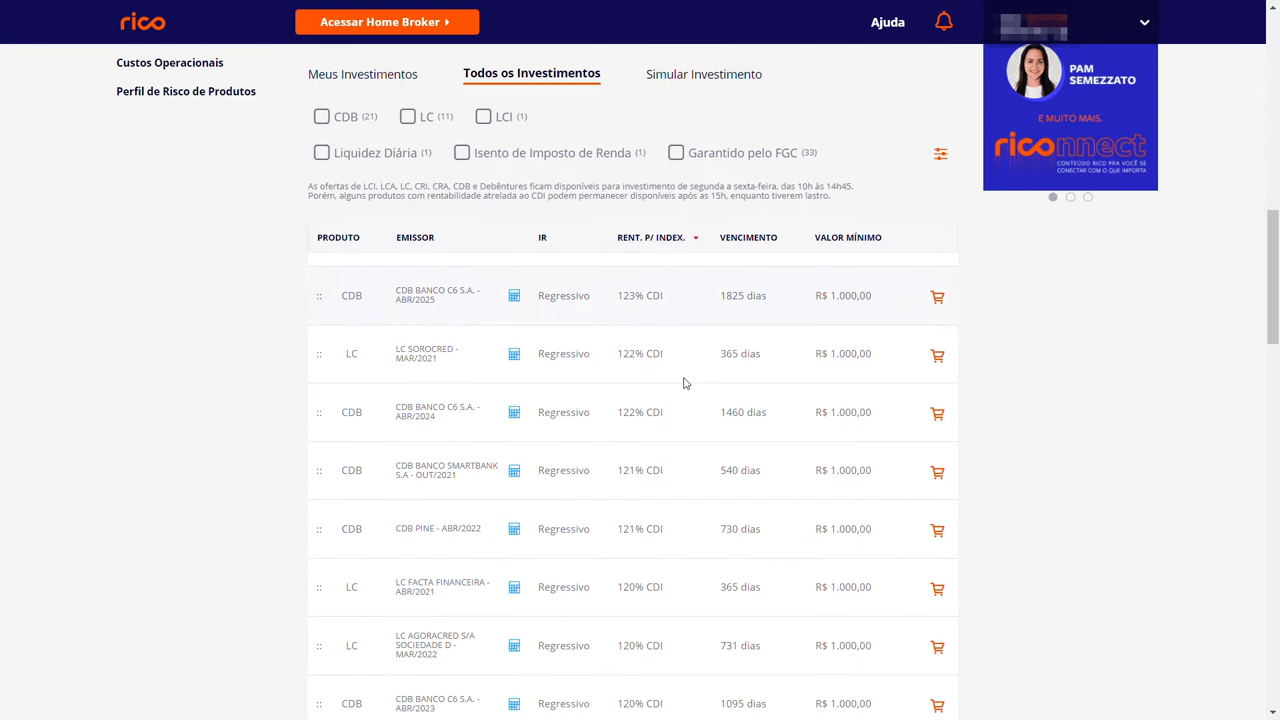 rico
Acessar Home Broker
Ajuda
Custos Operacionais
Perfil de Risco de Produtos
Meus Investimentos
Todos os Investimentos
Simular Investimento
CDB (21)
LC (11)
LCI (1)
Liquidez Diária (1)
Isento de Imposto de Renda (1)
Garantido pelo FGC (33)
As ofertas de LCI, LCA, LC, CRI, CRA, CDB e Debêntures ficam disponíveis para investimento de segunda a sexta-feira, das 10h às 14h45.
Porém, alguns produtos com rentabilidade atrelada ao CDI podem permanecer disponíveis após as 15h, enquanto tiverem lastro.
PAM
SEMEZZATO
E MUITO MAIS.
riconnect
CONTEÚDO RICO PRA VOCÊ SE
CONECTAR COM O QUE IMPORTA
PRODUTO EMISSOR IR RENT. P/ INDEX. VENCIMENTO VALOR MÍNIMO
:: CDB CDB BANCO C6 S.A. -
ABR/2025 Regressivo 123% CDI 1825 dias R$ 1.000,00
:: LC LC SOROCRED -
MAR/2021 Regressivo 122% CDI 365 dias R$ 1.000,00
:: CDB CDB BANCO C6 S.A. -
ABR/2024 Regressivo 122% CDI 1460 dias R$ 1.000,00
:: CDB CDB BANCO SMARTBANK
S.A - OUT/2021 Regressivo 121% CDI 540 dias R$ 1.000,00
:: CDB CDB PINE - ABR/2022 Regressivo 121% CDI 730 dias R$ 1.000,00
:: LC LC FACTA FINANCEIRA -
ABR/2021 Regressivo 120% CDI 365 dias R$ 1.000,00
:: LC LC AGORACRED S/A
SOCIEDADE D -
MAR/2022 Regressivo 120% CDI 731 dias R$ 1.000,00
:: CDB CDB BANCO C6 S.A. -
ABR/2023 Regressivo 120% CDI 1095 dias R$ 1.000,00